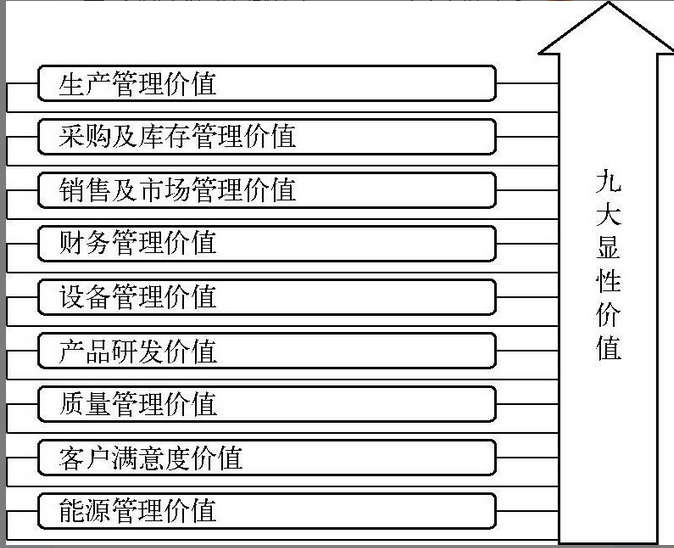 生产管理价值
采购及库存管理价值
销售及市场管理价值
财务管理价值
设备管理价值
产品研发价值
质量管理价值
客户满意度价值
能源管理价值
九大显性价值